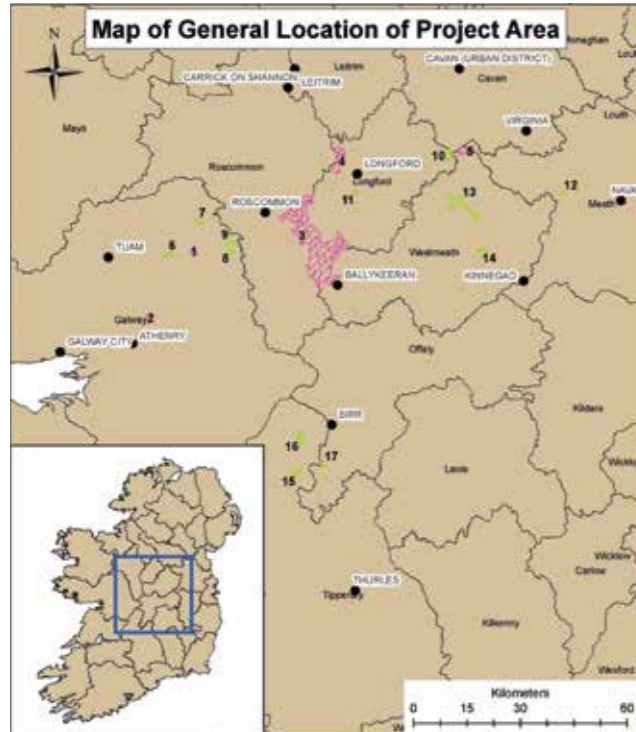 Map of General Location of Project Area
N
Leitrim
CAVAN (URBAN DISTRICT)
CARRICK ON SHANNON
LEITRIM
Cavan
Mayo
VIRGINIA
Louth
Roscommon
4
LONGFORD
10
5
Longford
ROSCOMMON
11
13
12
NAVA
Meath
7
9
3
TUAM
6
1
8
Westmeath
14
BALLYKEERAN
KINNEGAD
Galway
2
ATHENRY
GALWAY CITY
Offaly
Kildare
BIRR
16
17
15
Laois
Wicklow
Wicklow
Carlow
THURLES
Tipperary
Kilkenny
Wexford
Kilometers
0 15 30 45 60